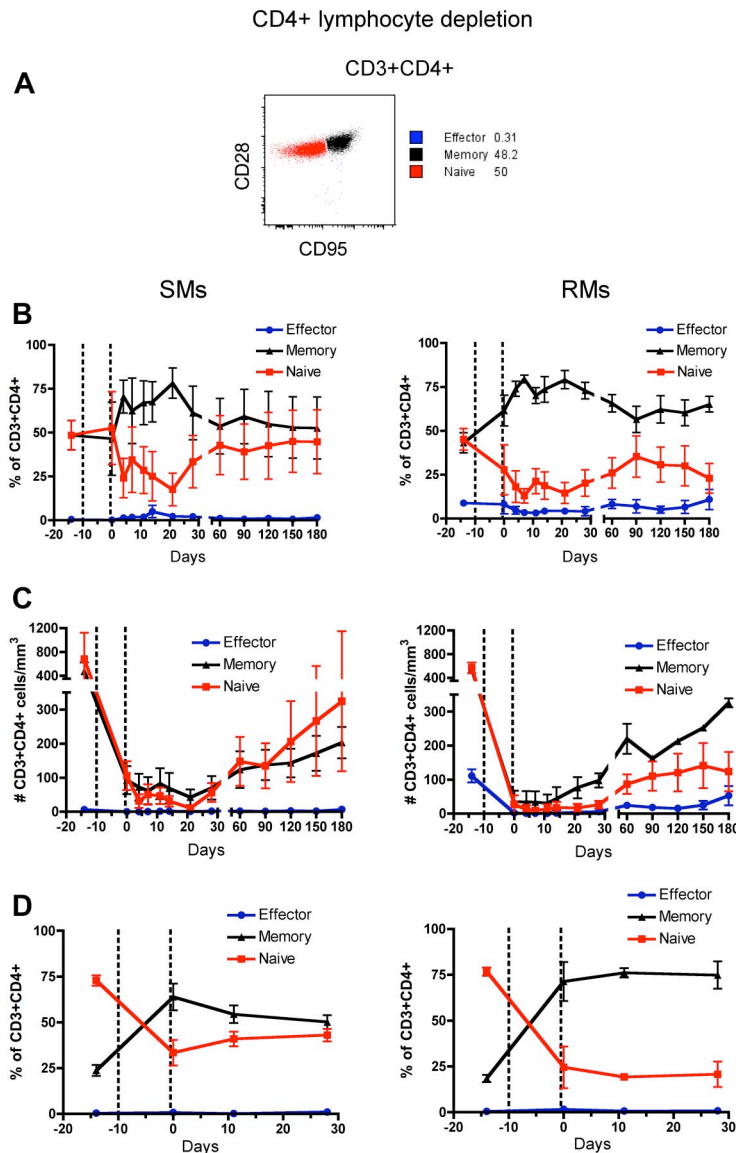 CD4+ lymphocyte depletion
A
CD3+CD4+
CD28
CD95
Effector 0.31
Memory 48.2
Naive 50
SMs
RMs
B
% of CD3+CD4+
100
75
50
25
0
-20 -10 0 10 20 30 60 90 120 150 180
Days
Effector
Memory
Naive
% of CD3+CD4+
100
75
50
25
0
-20 -10 0 10 20 30 60 90 120 150 180
Days
Effector
Memory
Naive
C
# CD3+CD4+ cells/mm³
1200
800
400
300
200
100
0
-20 -10 0 10 20 30 60 90 120 150 180
Days
Effector
Memory
Naive
# CD3+CD4+ cells/mm³
1200
800
400
300
200
100
0
-20 -10 0 10 20 30 60 90 120 150 180
Days
Effector
Memory
Naive
D
% of CD3+CD4+
100
75
50
25
0
-20 -10 0 10 20 30
Days
Effector
Memory
Naive
% of CD3+CD4+
100
75
50
25
0
-20 -10 0 10 20 30
Days
Effector
Memory
Naive